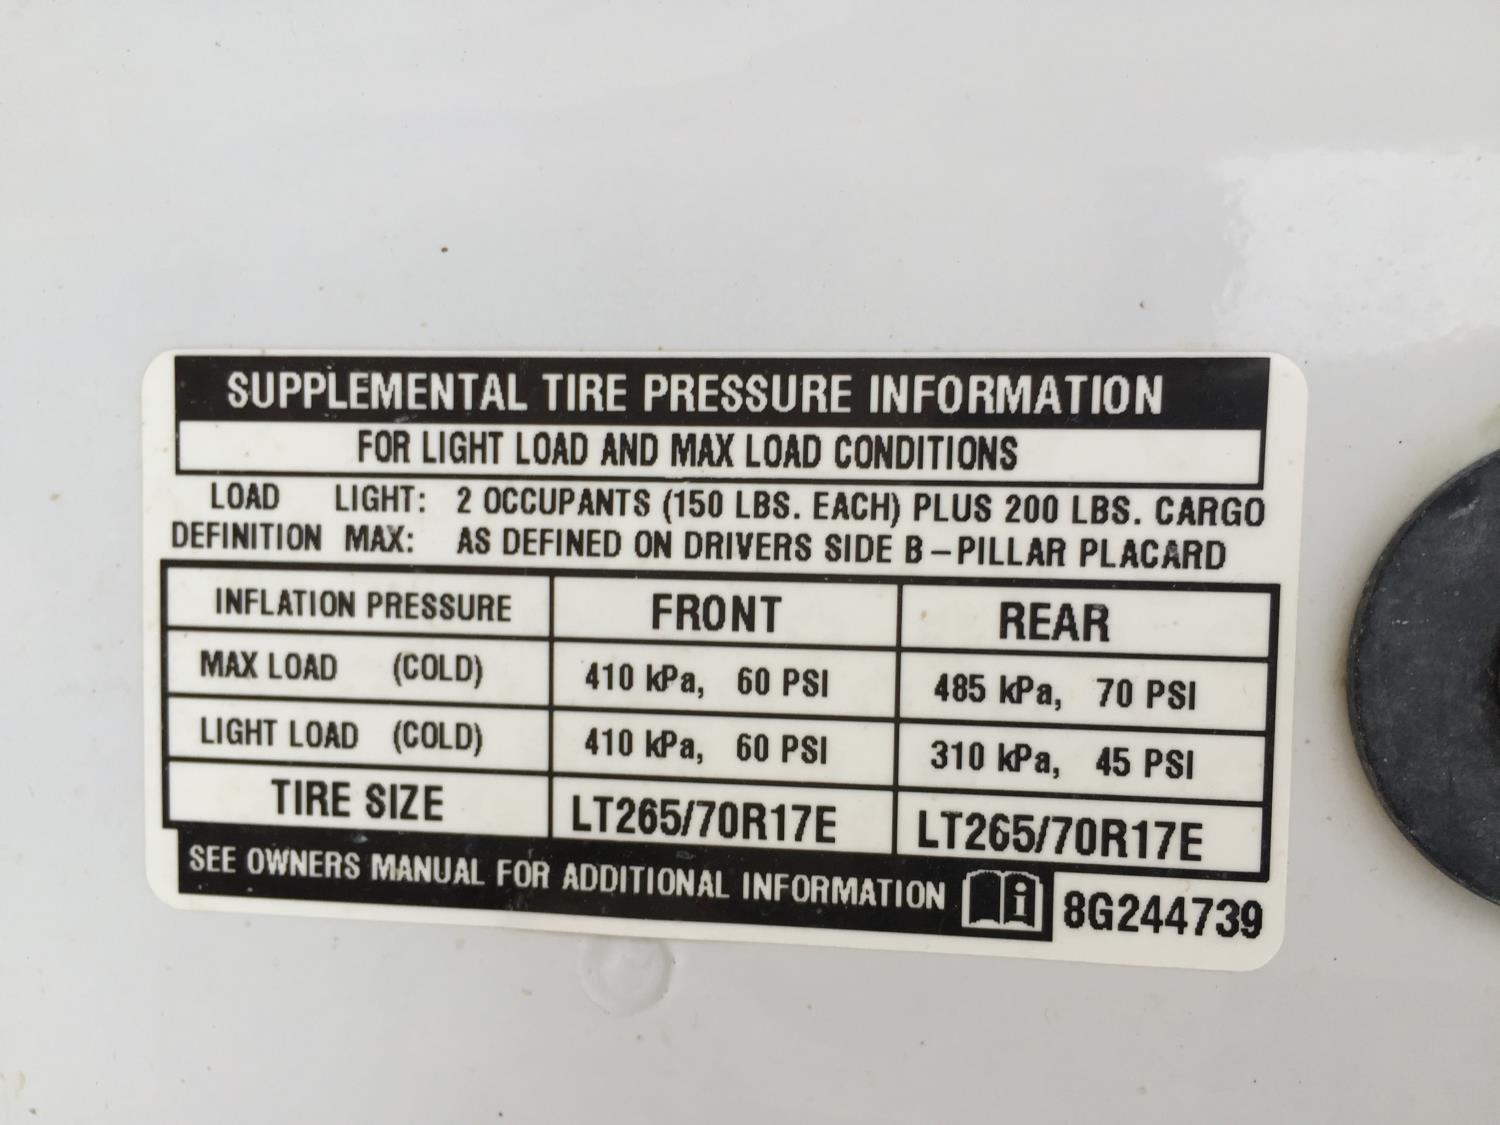 SUPPLEMENTAL TIRE PRESSURE INFORMATION
FOR LIGHT LOAD AND MAX LOAD CONDITIONS
LOAD LIGHT: 2 OCCUPANTS (150 LBS. EACH) PLUS 200 LBS. CARGO
DEFINITION MAX: AS DEFINED ON DRIVERS SIDE B-PILLAR PLACARD
INFLATION PRESSURE FRONT REAR
MAX LOAD (COLD) 410 kPa, 60 PSI 485 kPa, 70 PSI
LIGHT LOAD (COLD) 410 kPa, 60 PSI 310 kPa, 45 PSI
TIRE SIZE LT265/70R17E LT265/70R17E
SEE OWNERS MANUAL FOR ADDITIONAL INFORMATION i 8G244739